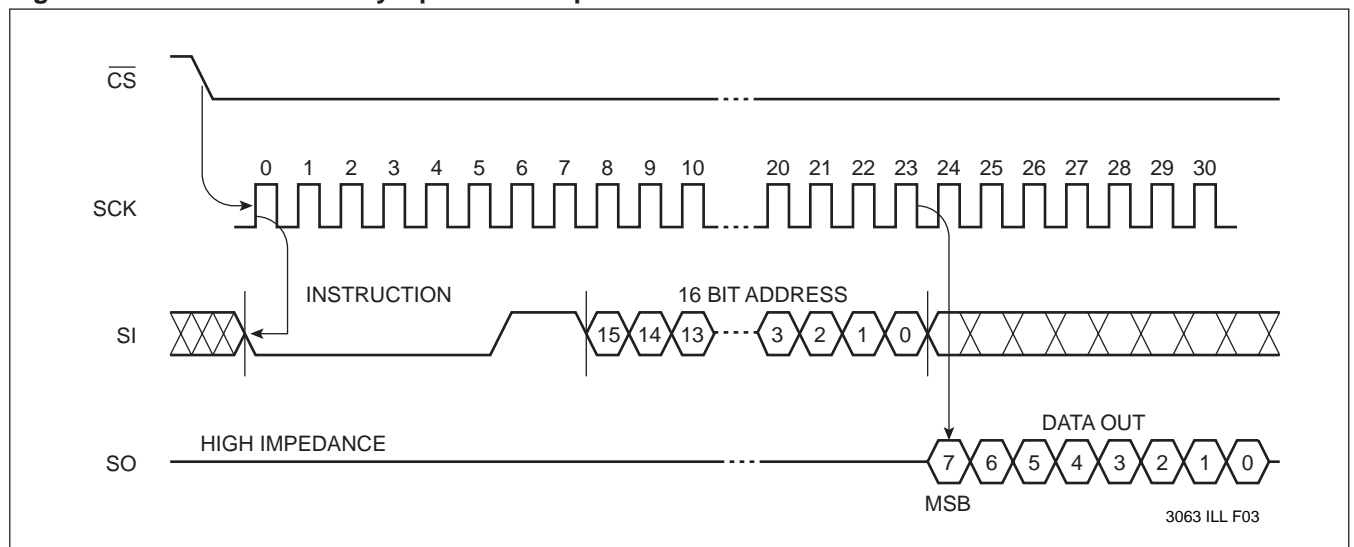 CS
0 1 2 3 4 5 6 7 8 9 10 20 21 22 23 24 25 26 27 28 29 30
SCK
INSTRUCTION 16 BIT ADDRESS
SI 15 14 13 3 2 1 0
DATA OUT
HIGH IMPEDANCE
SO 7 6 5 4 3 2 1 0
MSB
3063 ILL F03